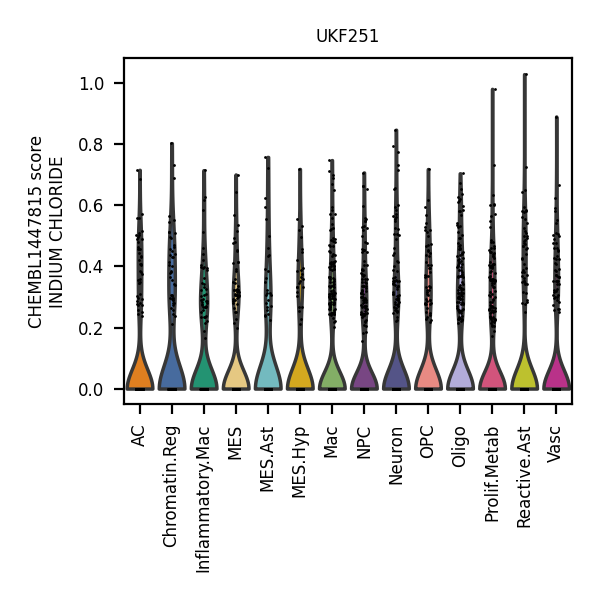 UKF251
CHEMBL1447815 score
INDIUM CHLORIDE
1.0
0.8
0.6
0.4
0.2
0.0
AC
Chromatin.Reg
Inflammatory.Mac
MES
MES.Ast
MES.Hyp
Mac
NPC
Neuron
OPC
Oligo
Prolif.Metab
Reactive.Ast
Vasc